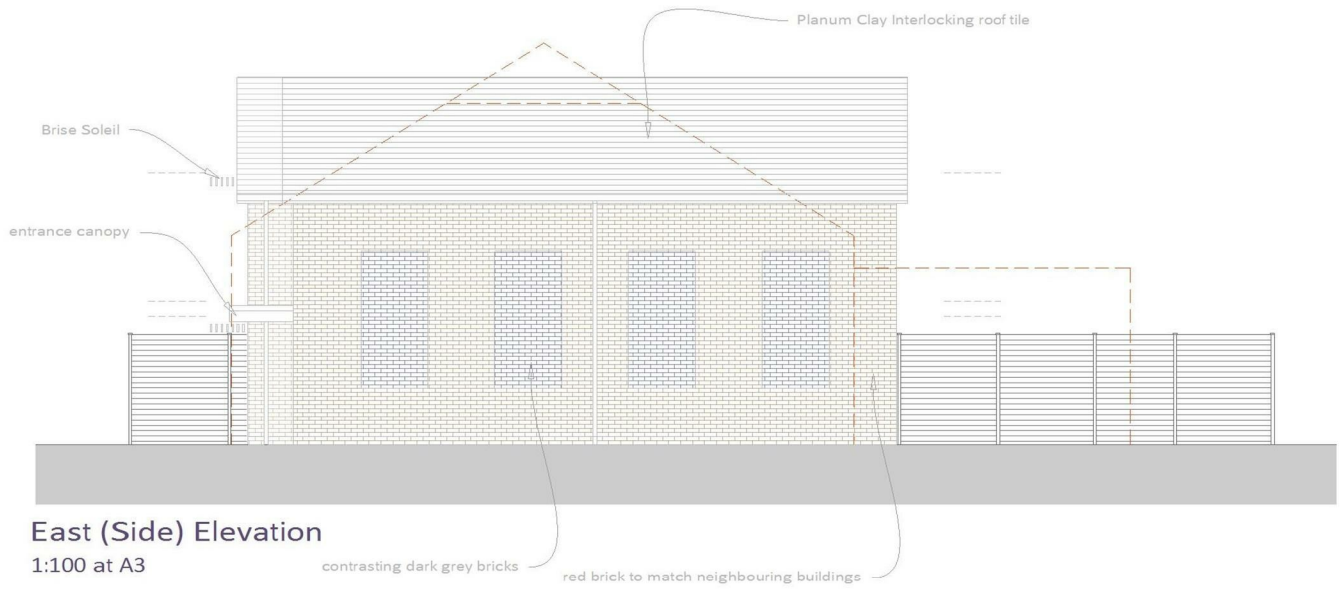 Planum Clay Interlocking roof tile
Brise Soleil
entrance canopy
East (Side) Elevation
1:100 at A3
contrasting dark grey bricks
red brick to match neighbouring buildings